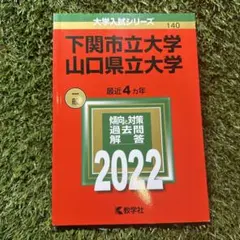 大学入試シリーズ
140
下関市立大学
山口県立大学
最近4ヵ年
傾向と対策
過去問
解答
2022
教学社